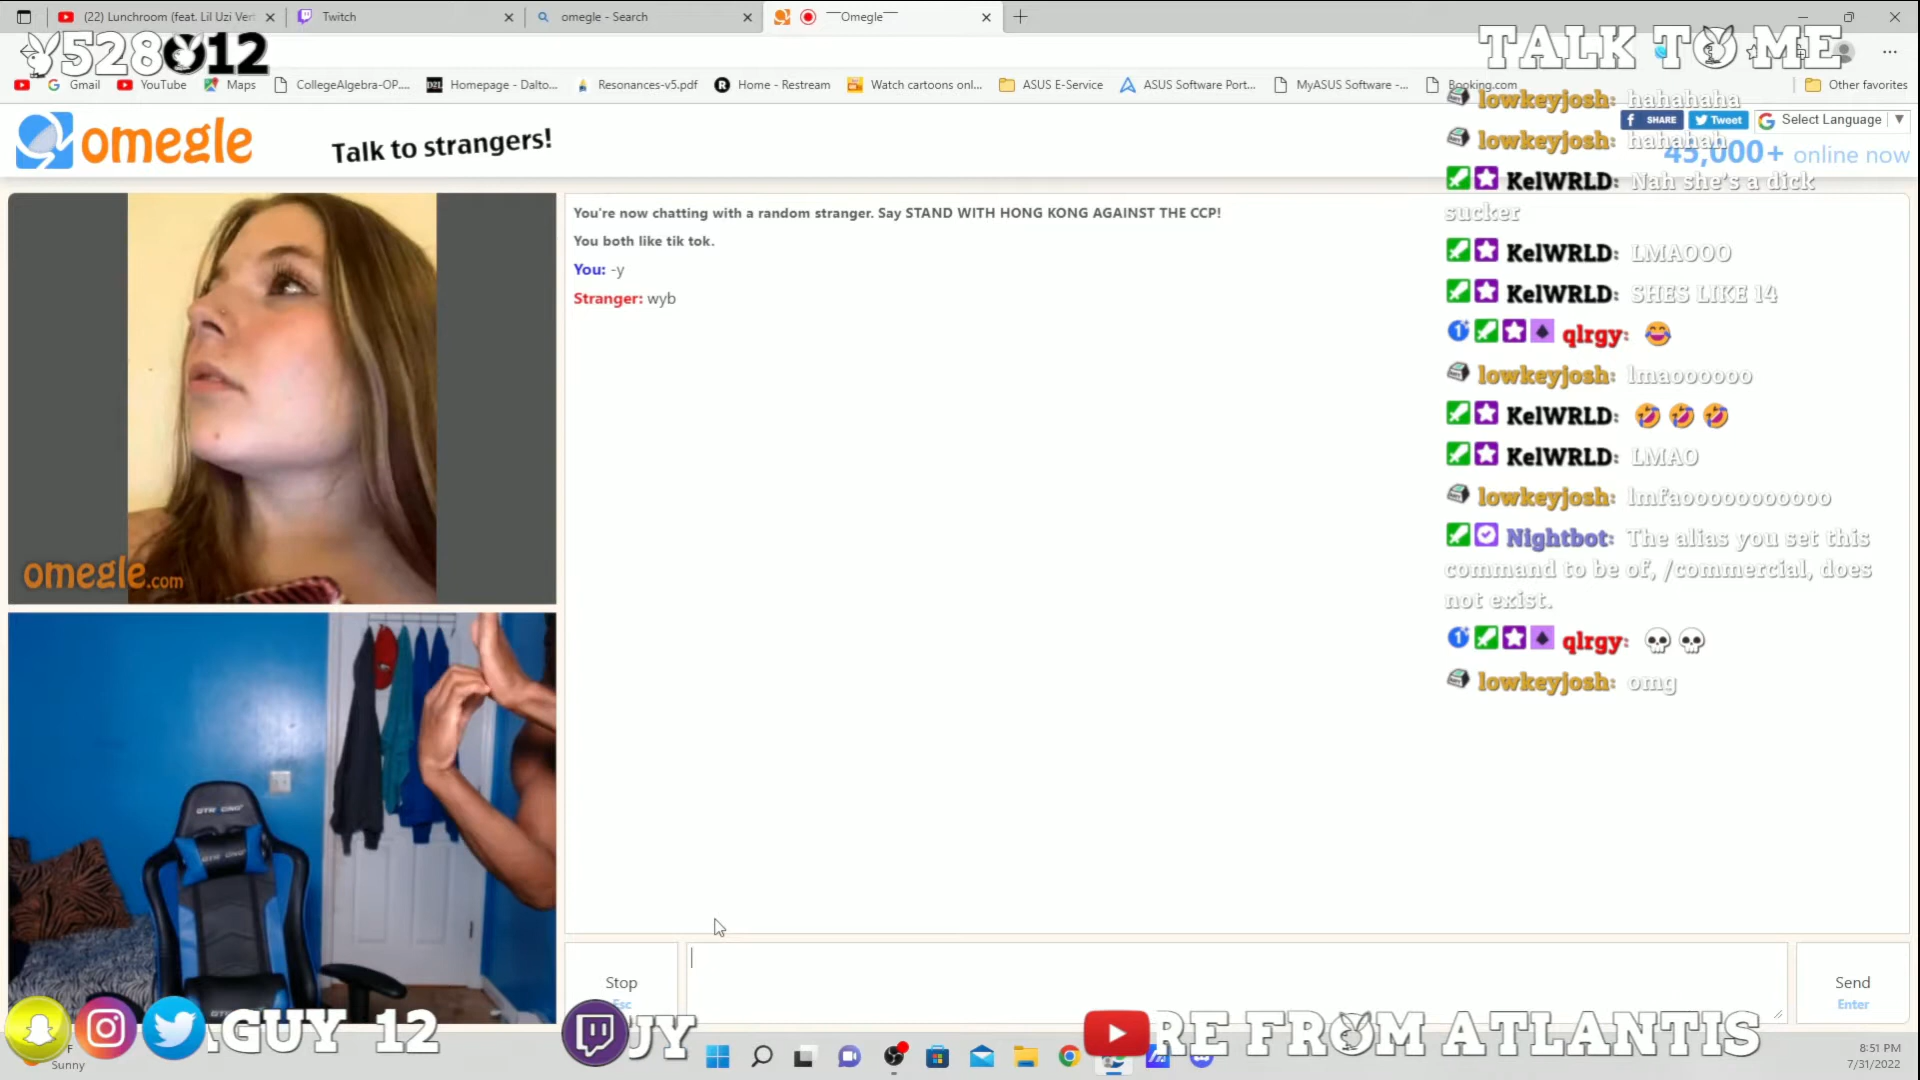 (22) Lunchroom (feat. Lil Uzi Ver
Twitch
omegle - Search
Omegle
528 12
TALK TO ME
Gmail
YouTube
Maps
CollegeAlgebra-OP....
Homepage - Dalto...
Resonances-v5.pdf
Home - Restream
Watch cartoons onl...
ASUS E-Service
ASUS Software Port...
MyASUS Software -...
Booking.com
Other favorites
omegle
Talk to strangers!
SHARE
Tweet
Select Language
45,000+ online now
You're now chatting with a random stranger. Say STAND WITH HONG KONG AGAINST THE CCP!
You both like tik tok.
You: -y
Stranger: wyb
omegle.com
lowkeyjosh: hahahaha
lowkeyjosh: hahahah
KelWRLD: Nah she's a dick
sucker
KelWRLD: LMAOOO
KelWRLD: SHES LIKE 14
qlrgy: 😂
lowkeyjosh: lmaoooooo
KelWRLD: 🤣 🤣 🤣
KelWRLD: LMAO
lowkeyjosh: lmfaooooooooooo
Nightbot: The alias you set this
command to be of, /commercial, does
not exist.
qlrgy: 💀 💀
lowkeyjosh: omg
Stop
Esc
Send
Enter
GUY 12
UY
RE FROM ATLANTIS
Sunny
8:51 PM
7/31/2022